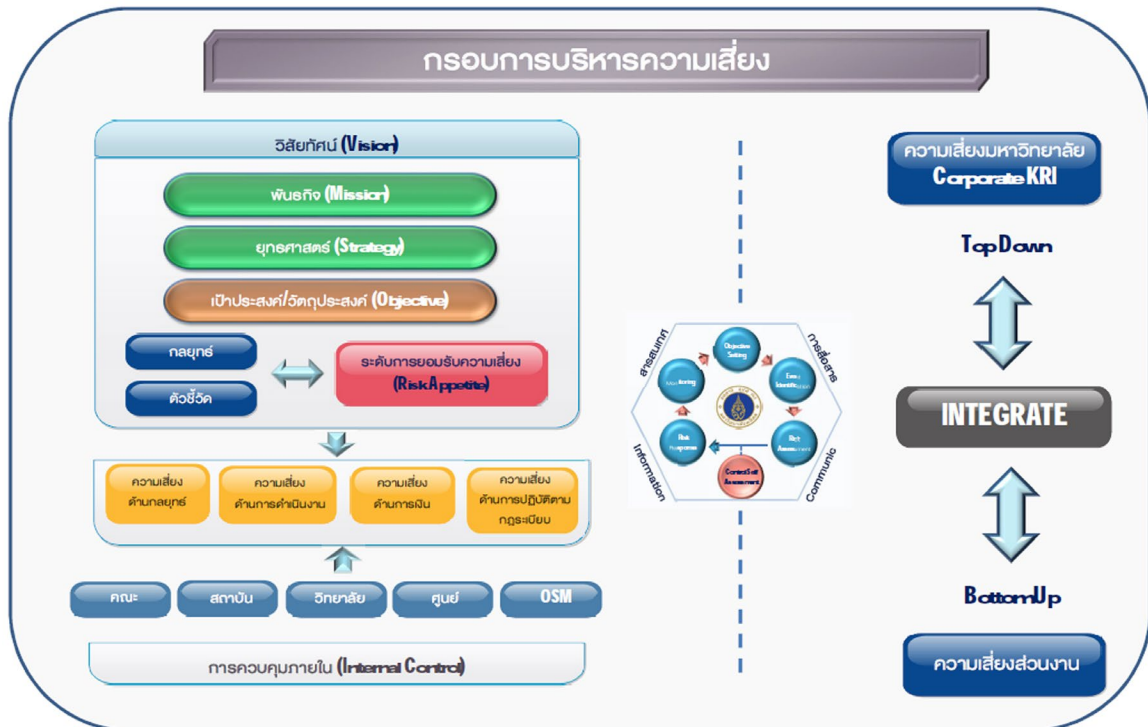 กรอบการบริหารความเสี่ยง
วิสัยทัศน์ (Vision)
พันธกิจ (Mission)
ยุทธศาสตร์ (Strategy)
เป้าประสงค์/วัตถุประสงค์ (Objective)
กลยุทธ์
ตัวชี้วัด
ระดับการยอมรับความเสี่ยง
(Risk Appetite)
ความเสี่ยง
ด้านกลยุทธ์
ความเสี่ยง
ด้านการดำเนินงาน
ความเสี่ยง
ด้านการเงิน
ความเสี่ยง
ด้านการปฏิบัติตาม
กฎระเบียบ
คณะ
สถาบัน
วิทยาลัย
ศูนย์
OSM
การควบคุมภายใน (Internal Control)
สารสนเทศ
การสื่อสาร
Objective
Setting
Event
Identification
Risk
Assessment
Control Self
Assessment
Risk
Response
Monitoring
Information
Communic
ความเสี่ยงมหาวิทยาลัย
Corporate KRI
Top Down
INTEGRATE
Bottom Up
ความเสี่ยงส่วนงาน